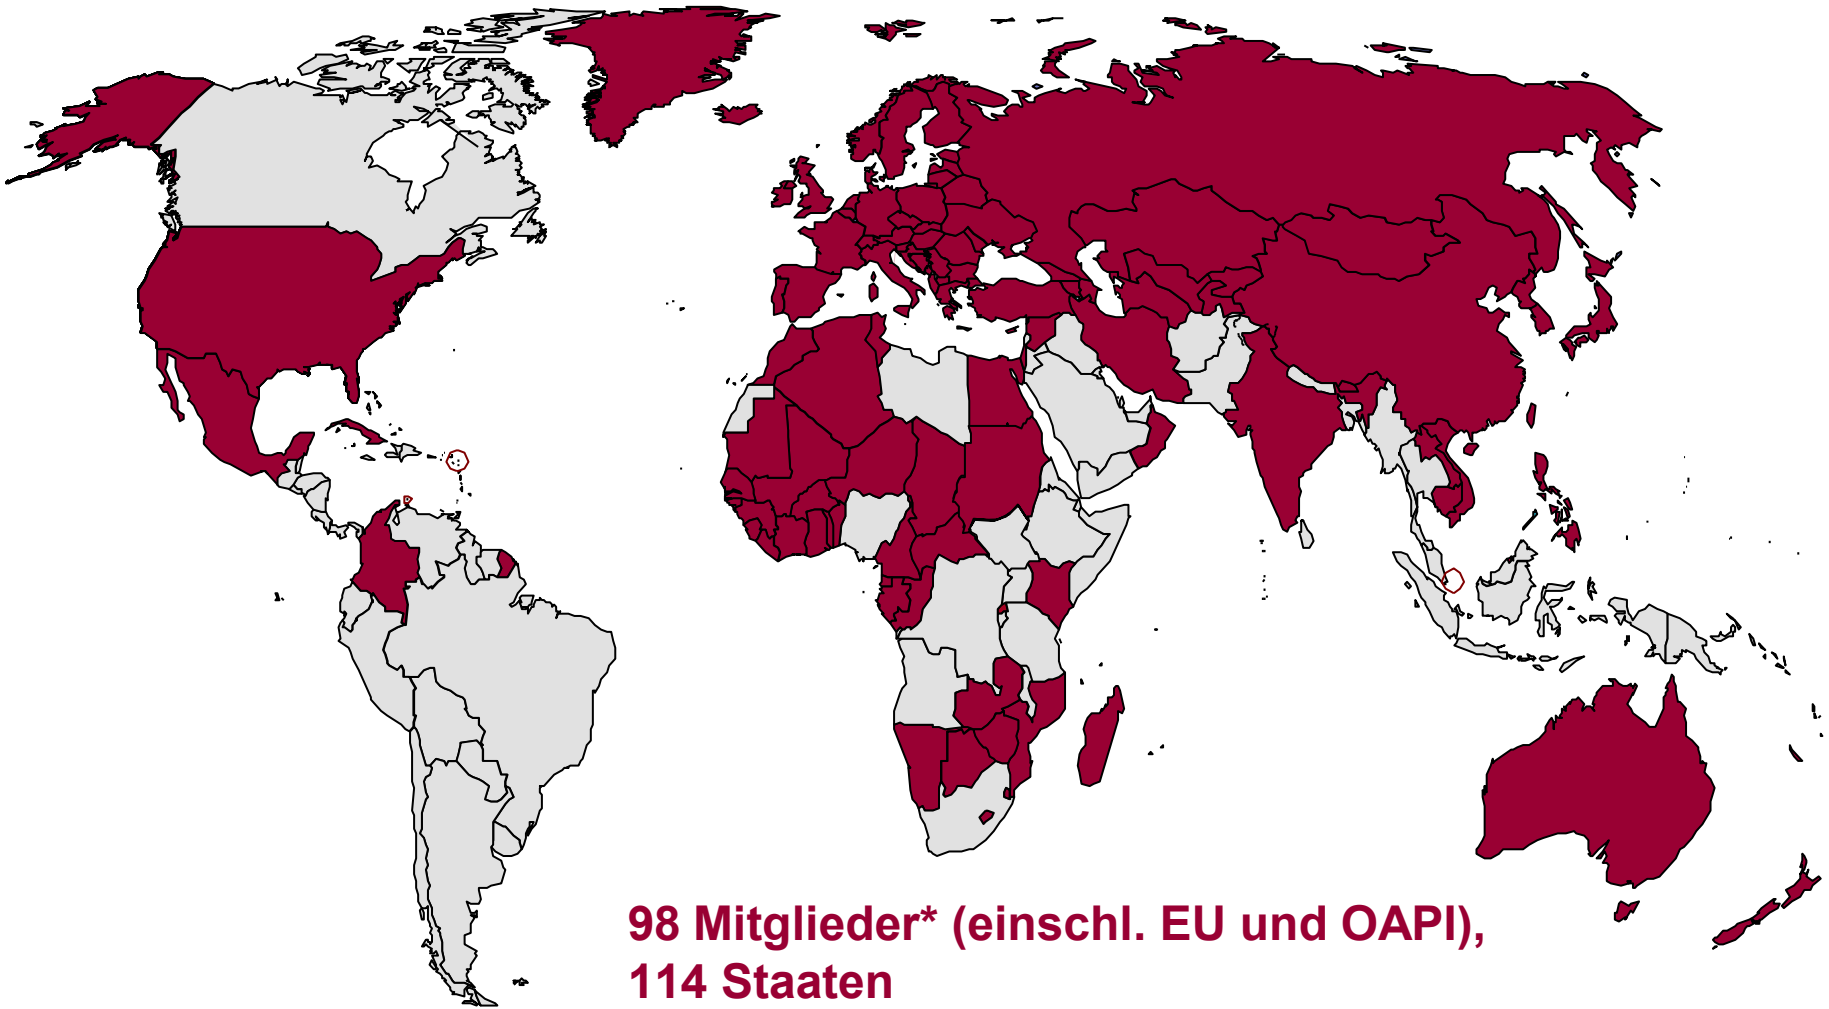 98 Mitglieder* (einschl. EU und OAPI),
114 Staaten